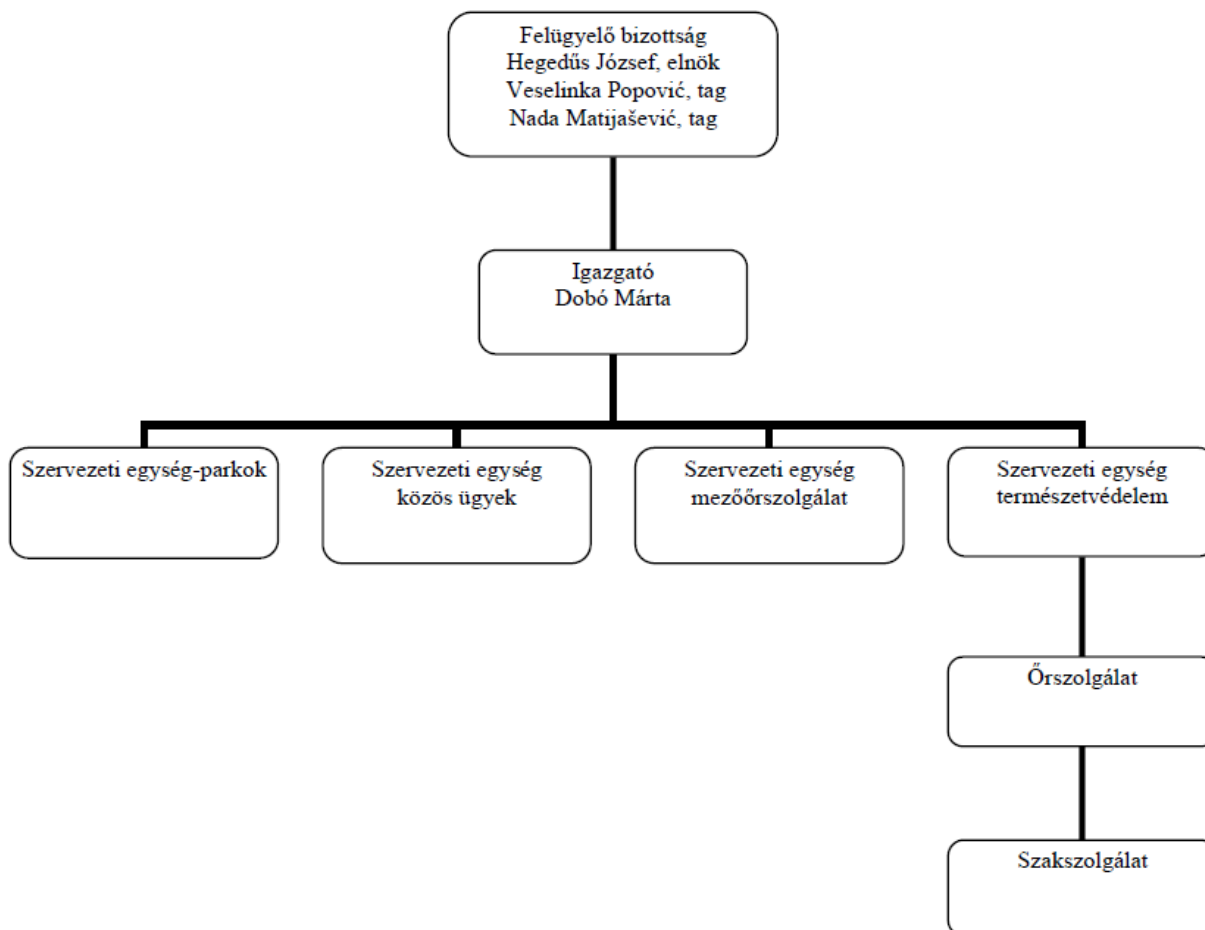 Felügyelő bizottság
Hegedűs József, elnök
Veselinka Popović, tag
Nada Matijašević, tag
Igazgató
Dobó Márta
Szervezeti egység-parkok
Szervezeti egység
közös ügyek
Szervezeti egység
mezőőrszolgálat
Szervezeti egység
természetvédelem
Őrszolgálat
Szakszolgálat